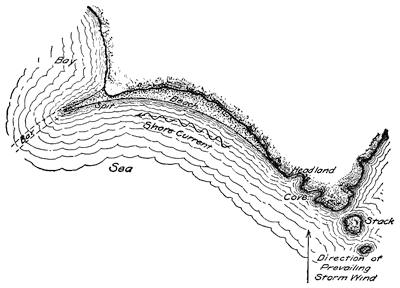 Bay
Spit
Beach
Bar
Shore Current
Sea
Headland
Cove
Stack
Direction of
Prevailing
Storm Wind